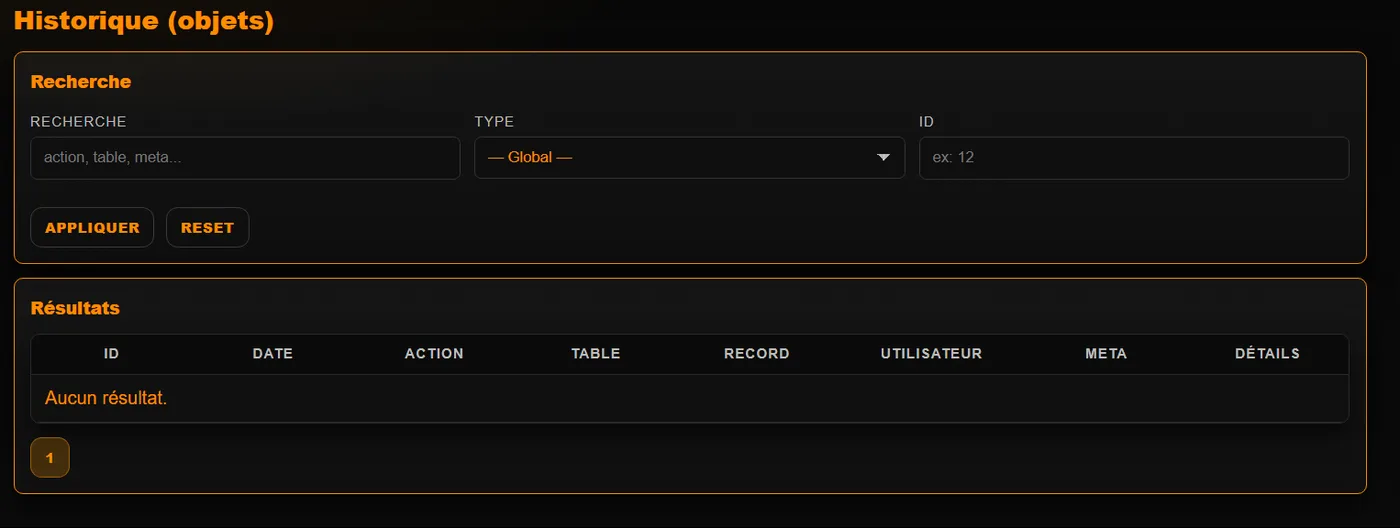 Historique (objets)
Recherche
RECHERCHE TYPE ID
action, table, meta... — Global — ex: 12
APPLIQUER RESET
Résultats
ID DATE ACTION TABLE RECORD UTILISATEUR META DÉTAILS
Aucun résultat.
1